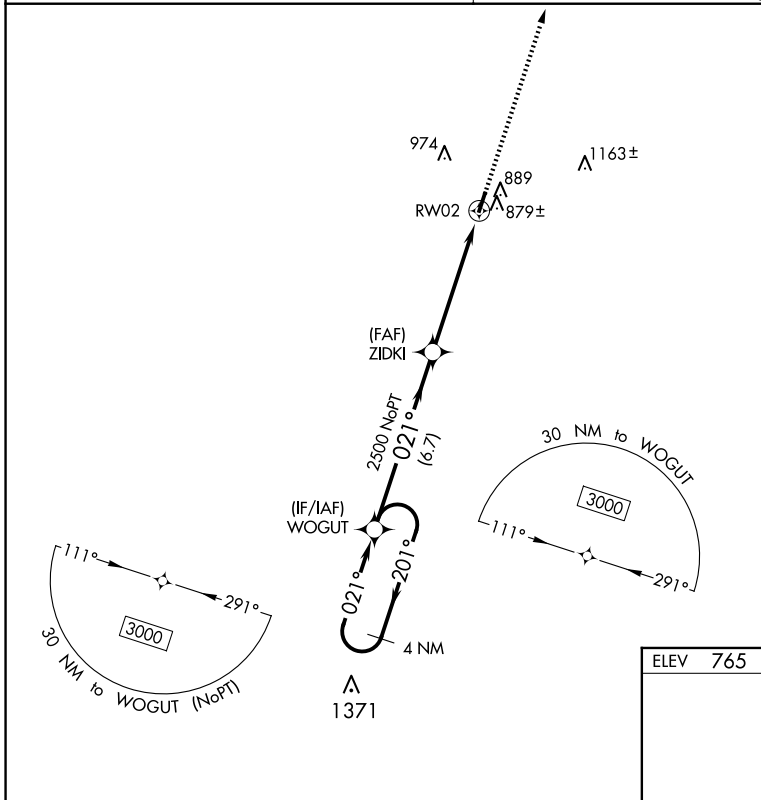 974
1163±
889
RW02
879±
(FAF)
ZIDKI
2500 NoPT
021°
(6.7)
30 NM to WOGUT
3000
111°
291°
(IF/IAF)
WOGUT
021°
201°
4 NM
111°
291°
3000
30 NM to WOGUT (NoPT)
1371
ELEV 765